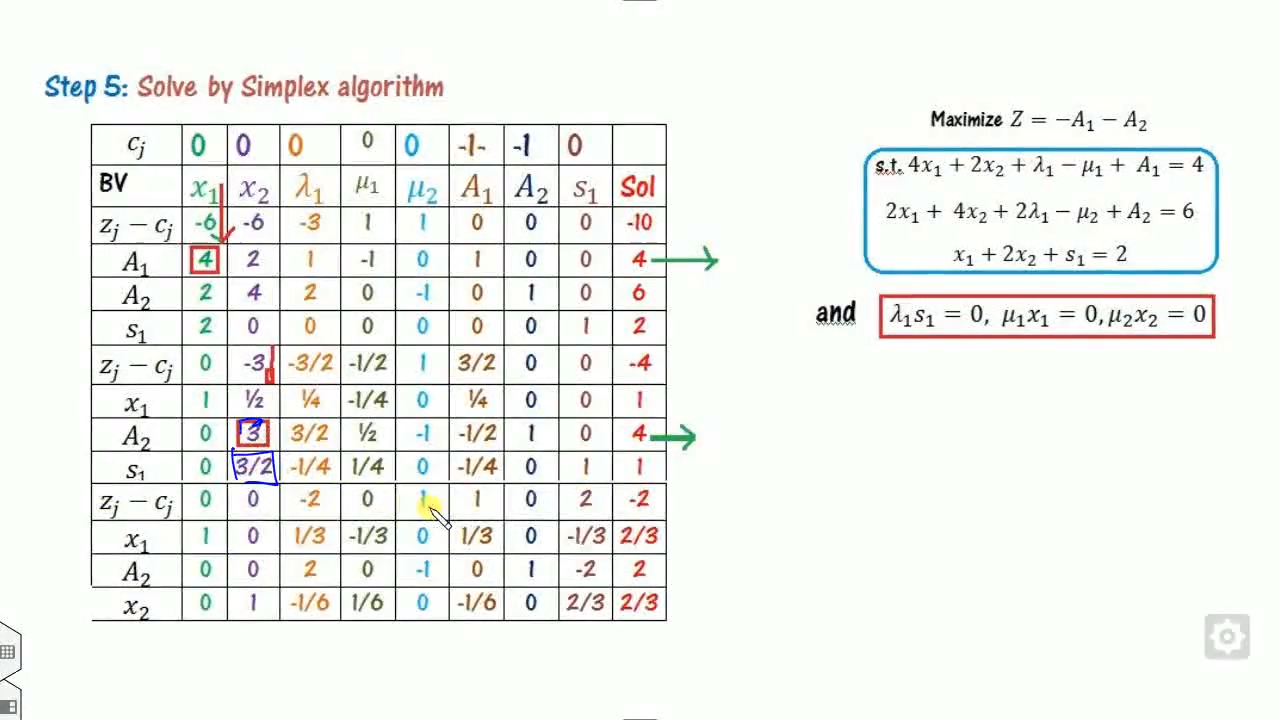 Step 5: Solve by Simplex algorithm
Maximize Z = −A₁ − A₂
s.t. 4x₁ + 2x₂ + λ₁ − μ₁ + A₁ = 4
2x₁ + 4x₂ + 2λ₁ − μ₂ + A₂ = 6
x₁ + 2x₂ + s₁ = 2
and λ₁s₁ = 0, μ₁x₁ = 0, μ₂x₂ = 0
cⱼ 0 0 0 0 0 -1- -1 0
BV x₁ x₂ λ₁ μ₁ μ₂ A₁ A₂ s₁ Sol
zⱼ − cⱼ -6 -6 -3 1 1 0 0 0 -10
A₁ 4 2 1 -1 0 1 0 0 4
A₂ 2 4 2 0 -1 0 1 0 6
s₁ 2 0 0 0 0 0 0 1 2
zⱼ − cⱼ 0 -3 -3/2 -1/2 1 3/2 0 0 -4
x₁ 1 ½ ¼ -1/4 0 ¼ 0 0 1
A₂ 0 3 3/2 ½ -1 -1/2 1 0 4
s₁ 0 3/2 -1/4 1/4 0 -1/4 0 1 1
zⱼ − cⱼ 0 0 -2 0 1 1 0 2 -2
x₁ 1 0 1/3 -1/3 0 1/3 0 -1/3 2/3
A₂ 0 0 2 0 -1 0 1 -2 2
x₂ 0 1 -1/6 1/6 0 -1/6 0 2/3 2/3